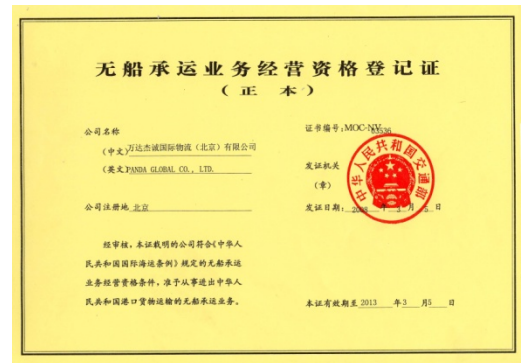 无船承运业务经营资格登记证
（正 本）
公司名称
（中文）万达杰诚国际物流（北京）有限公司
（英文）PANDA GLOBAL CO., LTD.
公司注册地 北京
经审核，本证载明的公司符合《中华人
民共和国国际海运条例》规定的无船承运
业务经营资格条件，准予从事进出中华人
民共和国港口货物运输的无船承运业务。
证书编号：MOC-NV 03536
发证机关
（章）
中华人民共和国交通部
发证日期： 2008 年 3 月 5 日
本证有效期至 2013 年 3 月 5 日